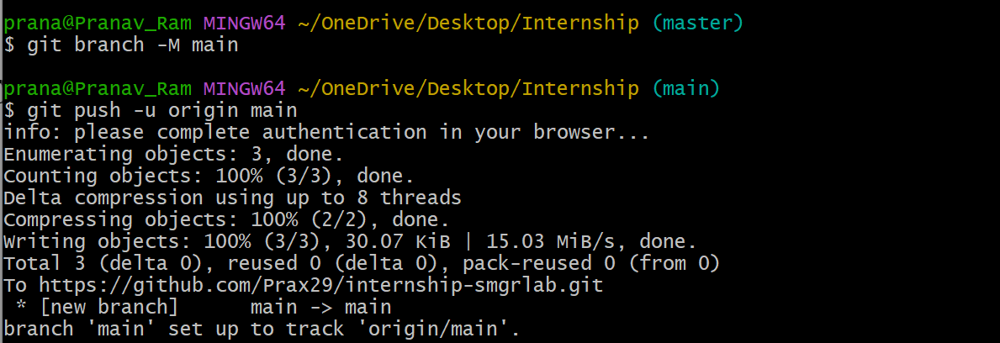 prana@Pranav_Ram MINGW64 ~/OneDrive/Desktop/Internship (master)
$ git branch -M main
prana@Pranav_Ram MINGW64 ~/OneDrive/Desktop/Internship (main)
$ git push -u origin main
info: please complete authentication in your browser...
Enumerating objects: 3, done.
Counting objects: 100% (3/3), done.
Delta compression using up to 8 threads
Compressing objects: 100% (2/2), done.
Writing objects: 100% (3/3), 30.07 KiB | 15.03 MiB/s, done.
Total 3 (delta 0), reused 0 (delta 0), pack-reused 0 (from 0)
To https://github.com/Prax29/internship-smgrlab.git
 * [new branch]      main -> main
branch 'main' set up to track 'origin/main'.